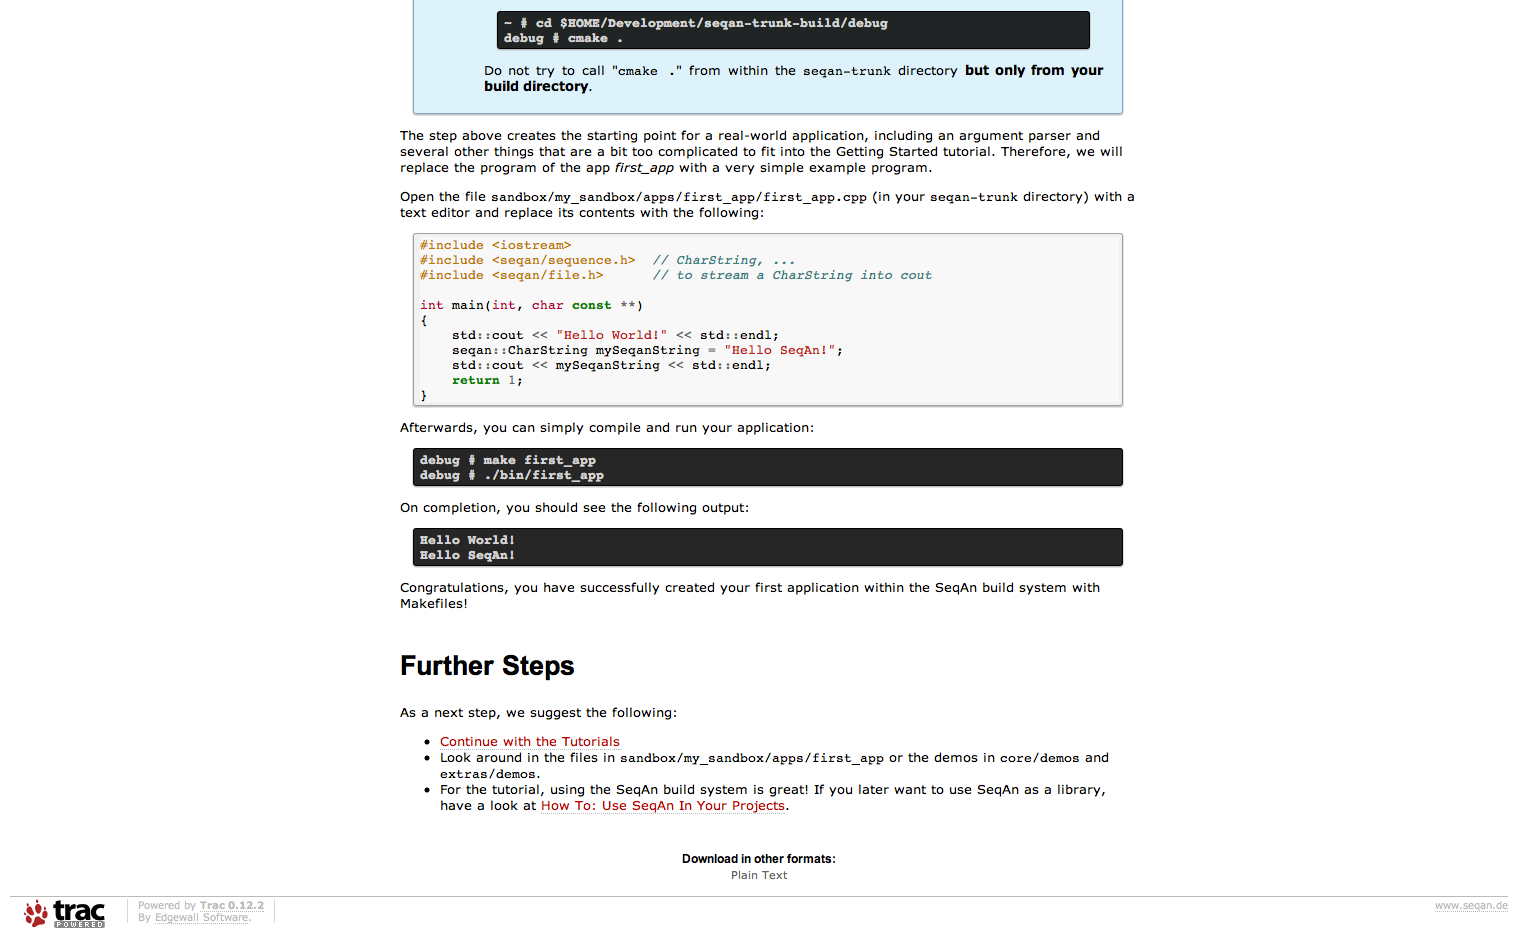 ~ # cd $HOME/Development/seqan-trunk-build/debug
debug # cmake .
Do not try to call "cmake ." from within the seqan-trunk directory but only from your
build directory.
The step above creates the starting point for a real-world application, including an argument parser and
several other things that are a bit too complicated to fit into the Getting Started tutorial. Therefore, we will
replace the program of the app first_app with a very simple example program.
Open the file sandbox/my_sandbox/apps/first_app/first_app.cpp (in your seqan-trunk directory) with a
text editor and replace its contents with the following:
#include <iostream>
#include <seqan/sequence.h>  // CharString, ...
#include <seqan/file.h>      // to stream a CharString into cout
int main(int, char const **)
{
    std::cout << "Hello World!" << std::endl;
    seqan::CharString mySeqanString = "Hello SeqAn!";
    std::cout << mySeqanString << std::endl;
    return 1;
}
Afterwards, you can simply compile and run your application:
debug # make first_app
debug # ./bin/first_app
On completion, you should see the following output:
Hello World!
Hello SeqAn!
Congratulations, you have successfully created your first application within the SeqAn build system with
Makefiles!
Further Steps
As a next step, we suggest the following:
• Continue with the Tutorials
• Look around in the files in sandbox/my_sandbox/apps/first_app or the demos in core/demos and
extras/demos.
• For the tutorial, using the SeqAn build system is great! If you later want to use SeqAn as a library,
have a look at How To: Use SeqAn In Your Projects.
Download in other formats:
Plain Text
trac
POWERED
Powered by Trac 0.12.2
By Edgewall Software.
www.seqan.de